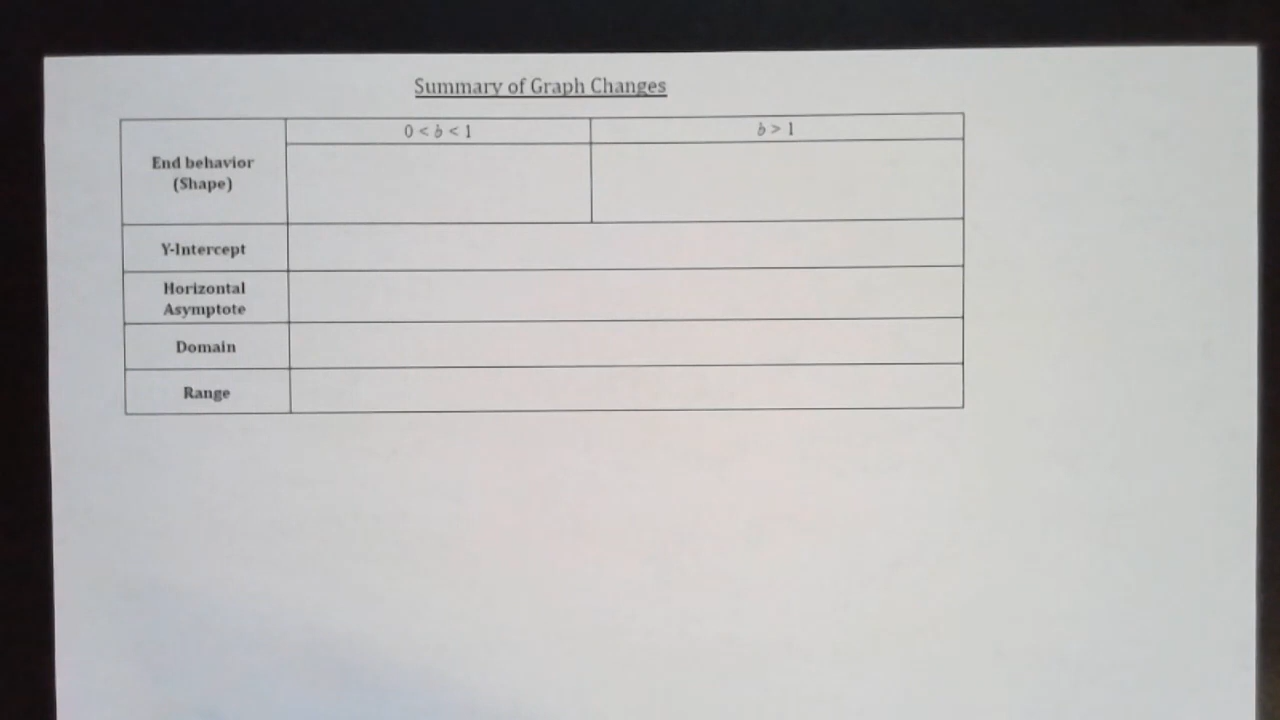 Summary of Graph Changes
0 < b < 1
b > 1
End behavior
(Shape)
Y-Intercept
Horizontal
Asymptote
Domain
Range